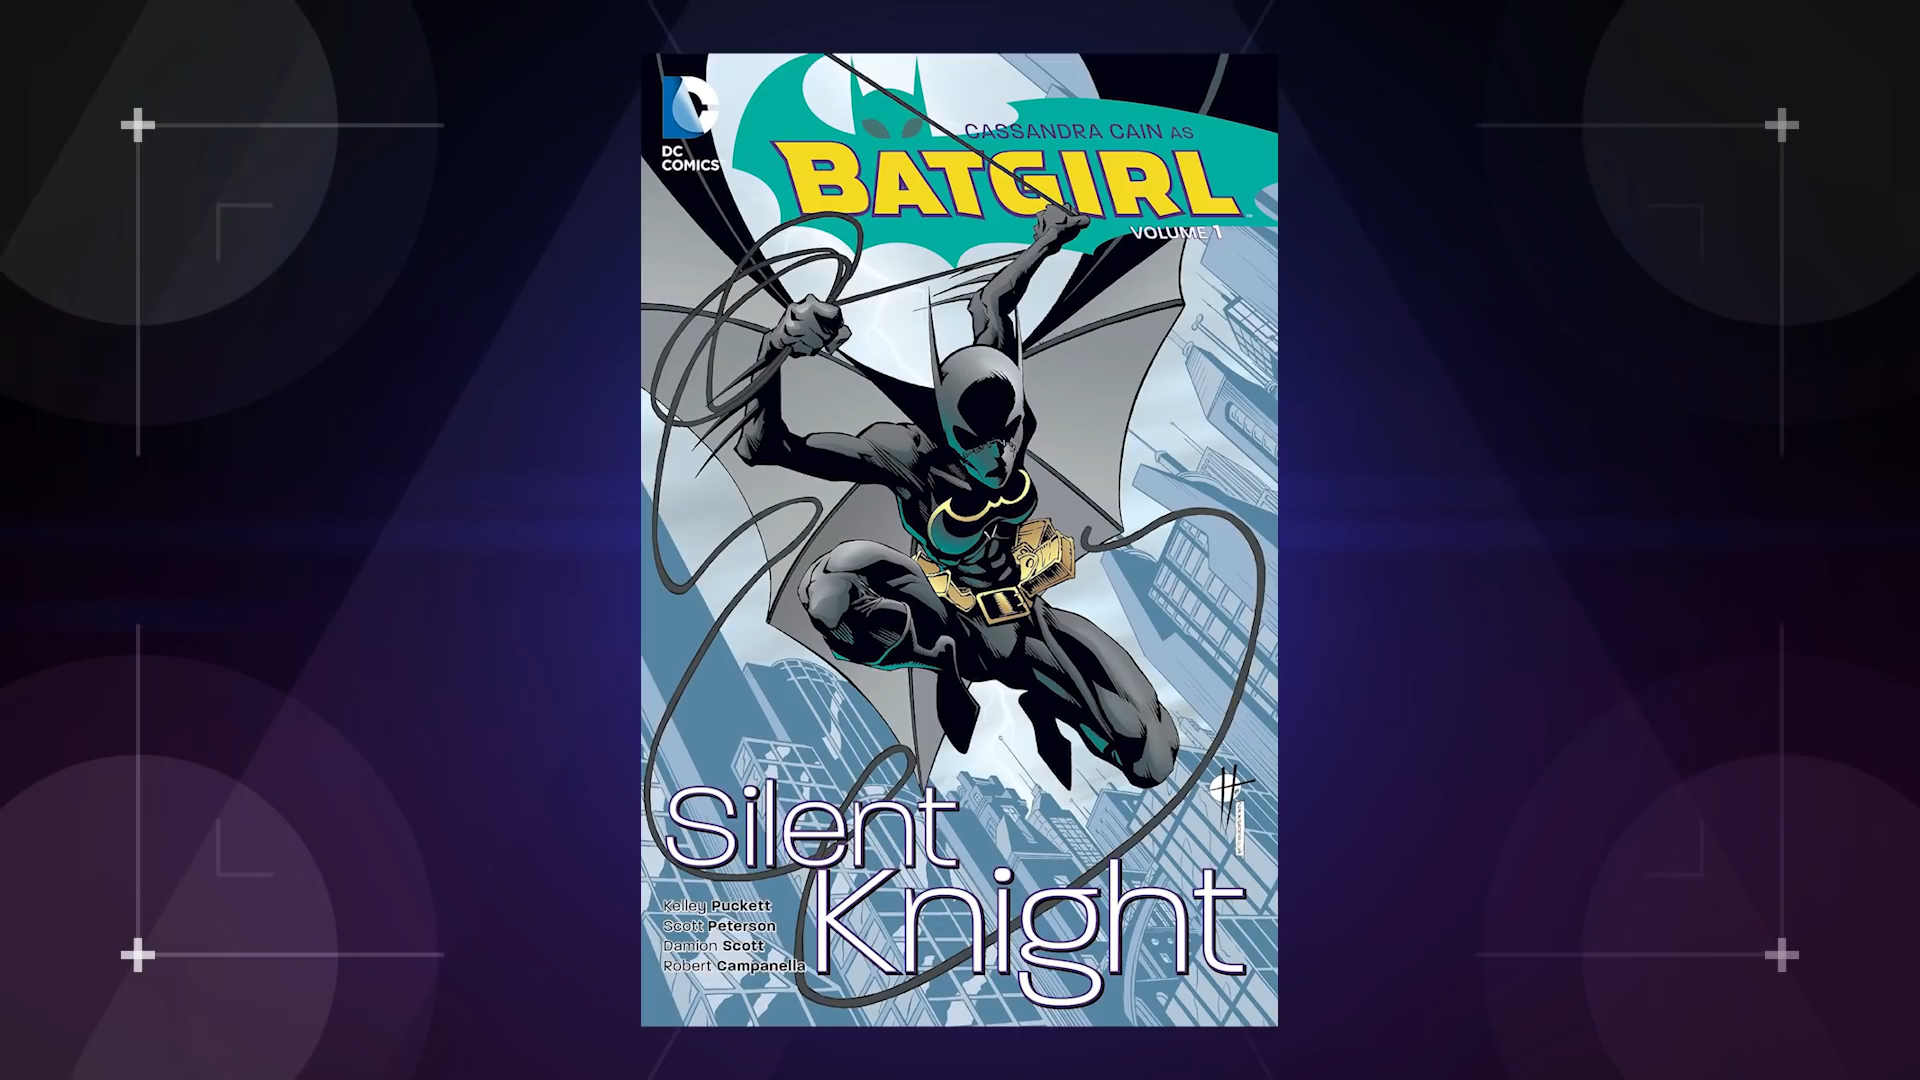 DC
COMICS
CASSANDRA CAIN AS
BATGIRL
VOLUME 1
Silent
Knight
Kelley Puckett
Scott Peterson
Damion Scott
Robert Campanella